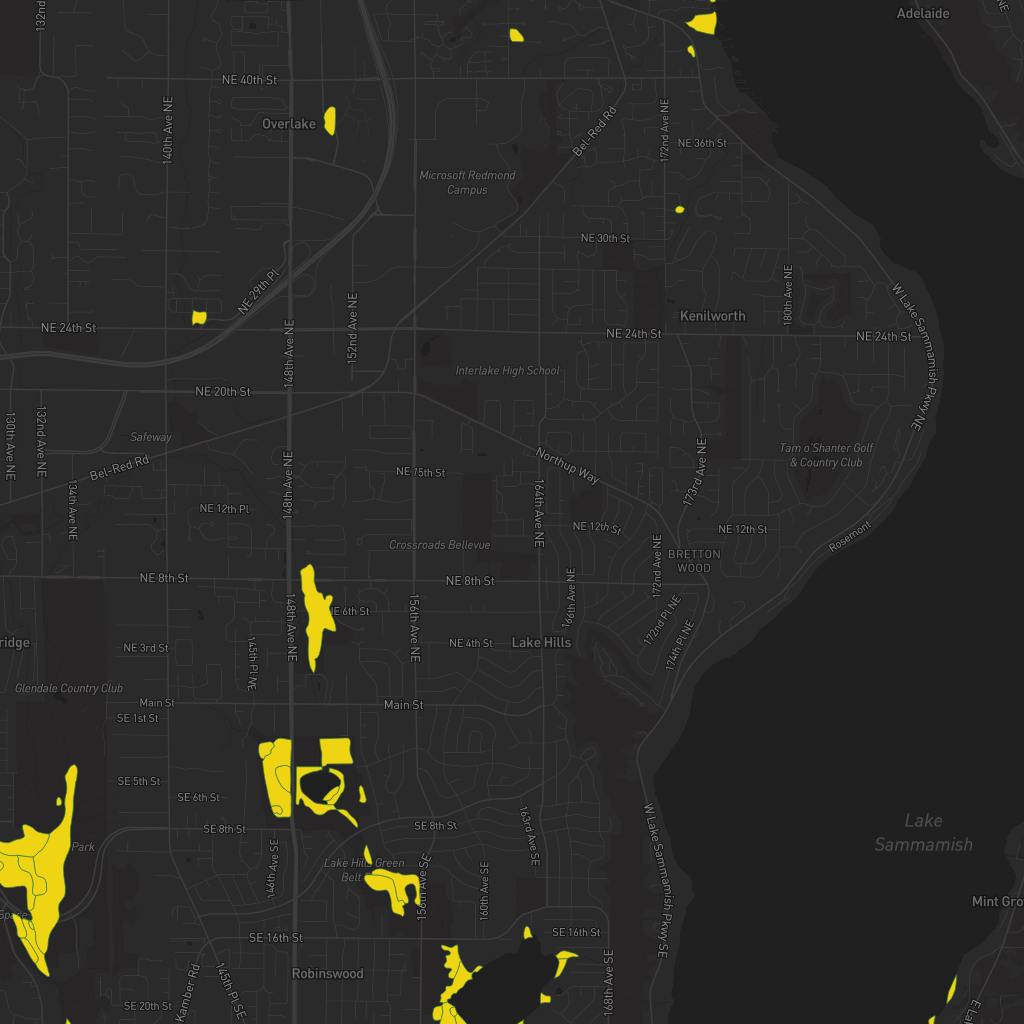 132nd
Adelaide
NE
NE 40th St
140th Ave NE
Overlake
Bel-Red Rd
172nd Ave NE
NE 36th St
Microsoft Redmond
Campus
NE 30th St
NE 29th Pl
180th Ave NE
W Lake Sammamish Pkwy NE
152nd Ave NE
148th Ave NE
Kenilworth
NE 24th St
NE 24th St
NE 24th St
Interlake High School
NE 20th St
130th Ave NE
132nd Ave NE
Safeway
Bel-Red Rd
148th Ave NE
NE 15th St
Northup Way
173rd Ave NE
Tam o'Shanter Golf
& Country Club
134th Ave NE
NE 12th Pl
164th Ave NE
NE 12th St
NE 12th St
Rosemont
Crossroads Bellevue
BRETTON
WOOD
172nd Ave NE
NE 8th St
NE 8th St
166th Ave NE
148th Ave NE
NE 6th St
156th Ave NE
172nd Pl NE
174th Pl NE
ridge
NE 3rd St
145th Pl NE
NE 4th St
Lake Hills
Glendale Country Club
Main St
Main St
SE 1st St
SE 5th St
SE 6th St
SE 8th St
SE 8th St
163rd Ave SE
W Lake Sammamish Pkwy SE
Lake
Sammamish
Park
146th Ave SE
Lake Hills Green
Belt
156th Ave SE
160th Ave SE
Mint Gro
Space
SE 16th St
SE 16th St
Robinswood
168th Ave SE
Kamber Rd
145th Pl SE
SE 20th St
E La